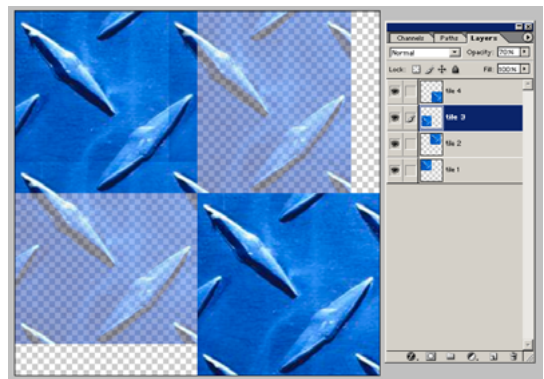 Channels Paths Layers
Normal Opacity: 70%
Lock: Fill: 100%
tile 4
tile 3
tile 2
tile 1